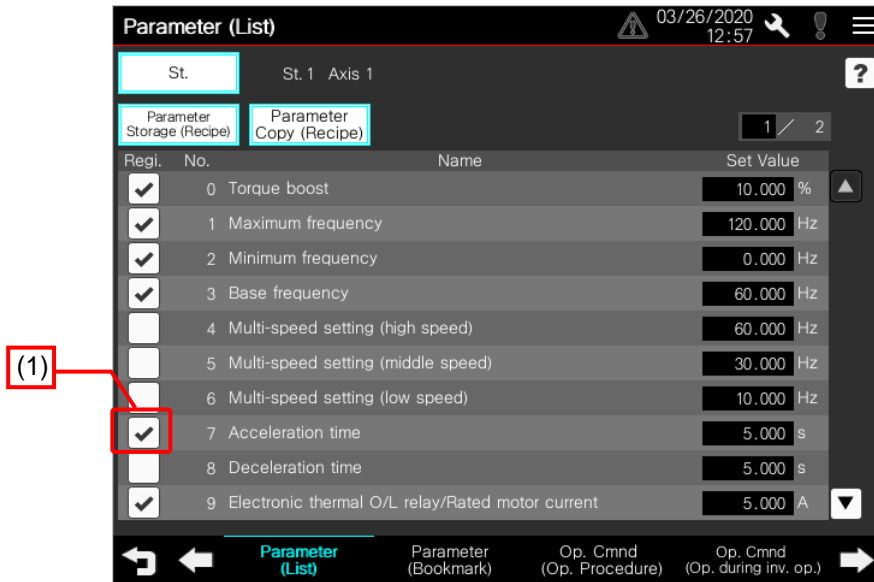 Parameter (List)
03/26/2020
12:57
St.
St. 1 Axis 1
?
Parameter
Storage (Recipe)
Parameter
Copy (Recipe)
1 / 2
Regi. No. Name Set Value
0 Torque boost 10.000 %
1 Maximum frequency 120.000 Hz
2 Minimum frequency 0.000 Hz
3 Base frequency 60.000 Hz
4 Multi-speed setting (high speed) 60.000 Hz
5 Multi-speed setting (middle speed) 30.000 Hz
(1)
6 Multi-speed setting (low speed) 10.000 Hz
7 Acceleration time 5.000 s
8 Deceleration time 5.000 s
9 Electronic thermal O/L relay/Rated motor current 5.000 A
Parameter
(List)
Parameter
(Bookmark)
Op. Cmnd
(Op. Procedure)
Op. Cmnd
(Op. during inv. op.)